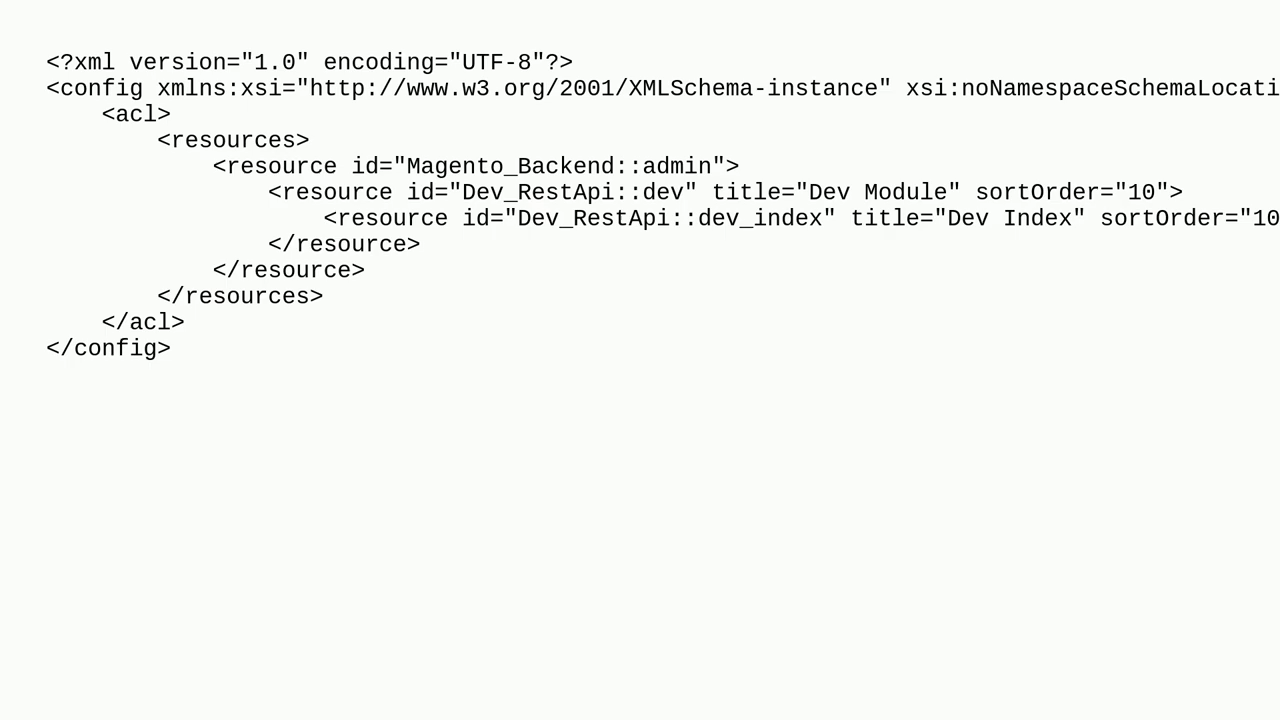 <?xml version="1.0" encoding="UTF-8"?>
<config xmlns:xsi="http://www.w3.org/2001/XMLSchema-instance" xsi:noNamespaceSchemaLocati
    <acl>
        <resources>
            <resource id="Magento_Backend::admin">
                <resource id="Dev_RestApi::dev" title="Dev Module" sortOrder="10">
                    <resource id="Dev_RestApi::dev_index" title="Dev Index" sortOrder="10
                </resource>
            </resource>
        </resources>
    </acl>
</config>